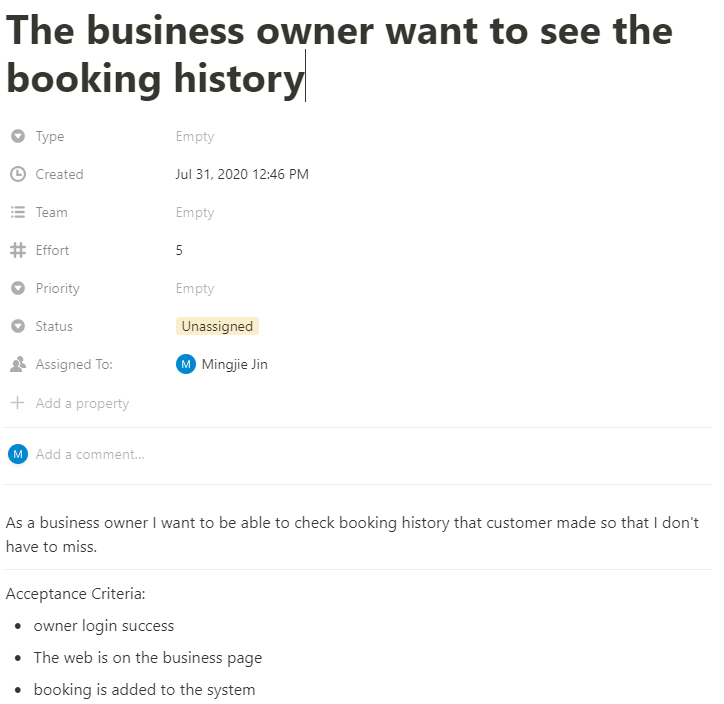 The business owner want to see the
booking history
Type Empty
Created Jul 31, 2020 12:46 PM
Team Empty
Effort 5
Priority Empty
Status Unassigned
Assigned To: M Mingjie Jin
Add a property
M Add a comment...
As a business owner I want to be able to check booking history that customer made so that I don't
have to miss.
Acceptance Criteria:
• owner login success
• The web is on the business page
• booking is added to the system